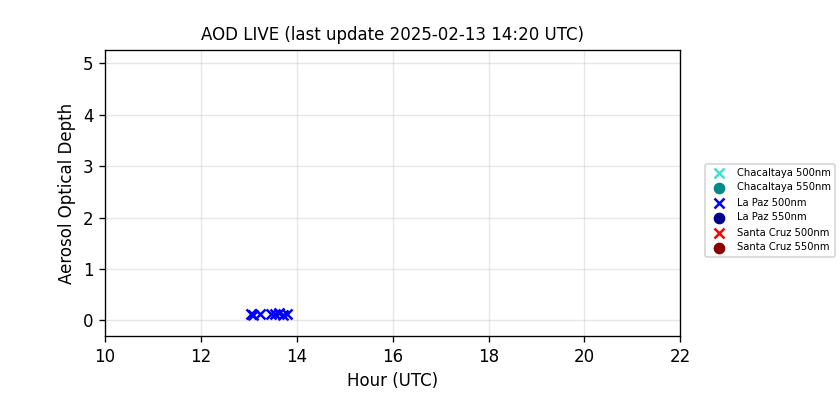 AOD LIVE (last update 2025-02-13 14:20 UTC)
Aerosol Optical Depth
5
4
3
2
1
0
10 12 14 16 18 20 22
Hour (UTC)
Chacaltaya 500nm
Chacaltaya 550nm
La Paz 500nm
La Paz 550nm
Santa Cruz 500nm
Santa Cruz 550nm